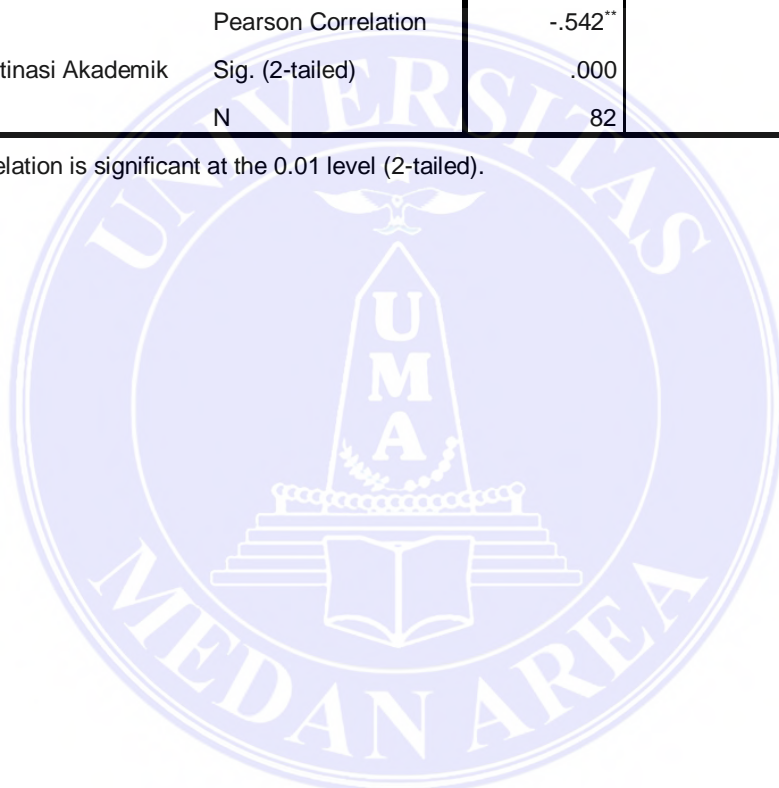 Pearson Correlation -.542**
tinasi Akademik Sig. (2-tailed) .000
N 82
elation is significant at the 0.01 level (2-tailed).
UNIVERSITAS
UMA
MEDAN AREA